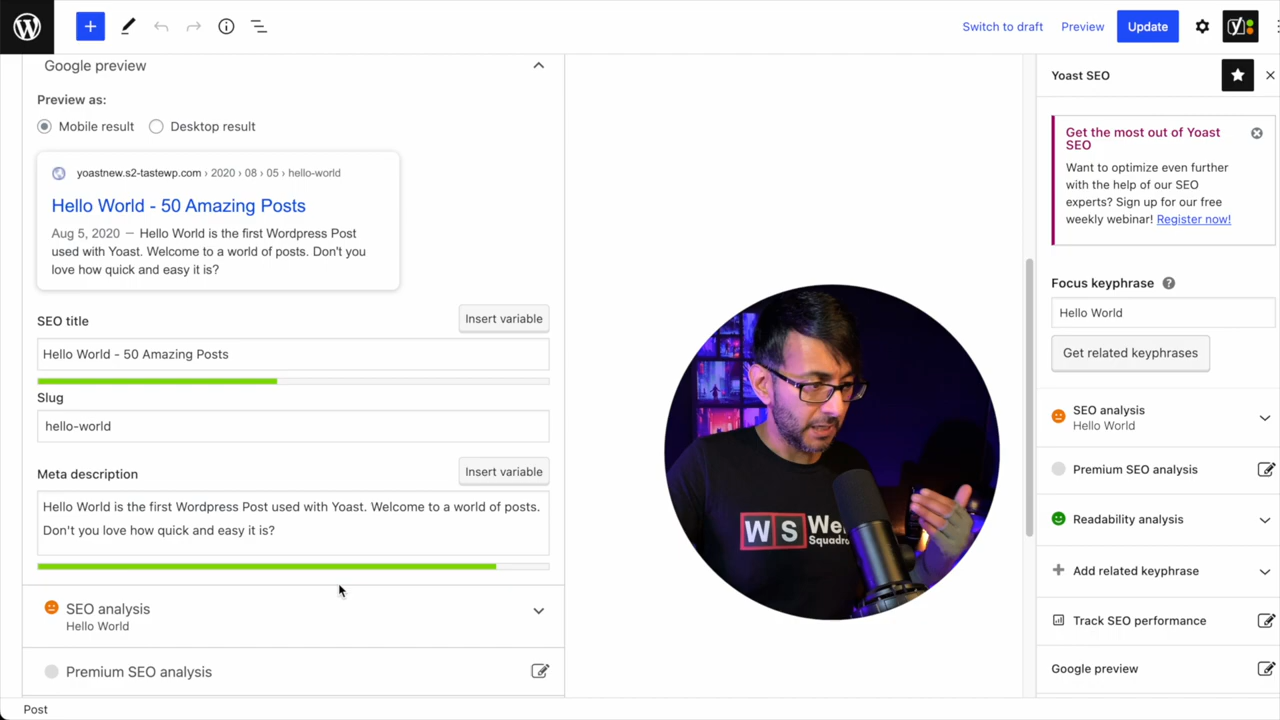 Switch to draft
Preview
Update
Google preview
Preview as:
Mobile result
Desktop result
yoastnew.s2-tastewp.com › 2020 › 08 › 05 › hello-world
Hello World - 50 Amazing Posts
Aug 5, 2020 － Hello World is the first Wordpress Post
used with Yoast. Welcome to a world of posts. Don't you
love how quick and easy it is?
SEO title
Insert variable
Hello World - 50 Amazing Posts
Slug
hello-world
Meta description
Insert variable
Hello World is the first Wordpress Post used with Yoast. Welcome to a world of posts.
Don't you love how quick and easy it is?
SEO analysis
Hello World
Premium SEO analysis
Post
WS We
Squadro
Yoast SEO
Get the most out of Yoast
SEO
Want to optimize even further
with the help of our SEO
experts? Sign up for our free
weekly webinar! Register now!
Focus keyphrase
Hello World
Get related keyphrases
SEO analysis
Hello World
Premium SEO analysis
Readability analysis
Add related keyphrase
Track SEO performance
Google preview